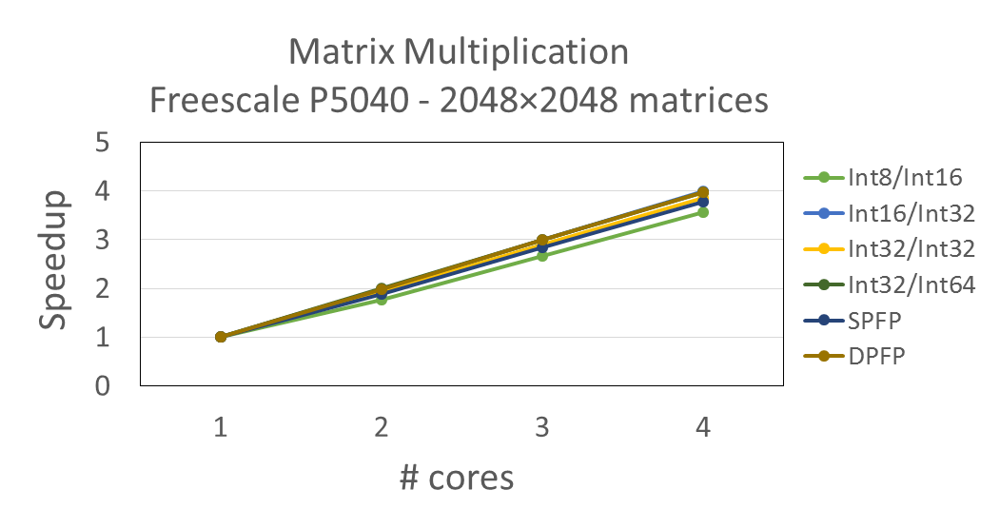 Matrix Multiplication
Freescale P5040 - 2048×2048 matrices
Speedup
5
4
3
2
1
0
1 2 3 4
# cores
Int8/Int16
Int16/Int32
Int32/Int32
Int32/Int64
SPFP
DPFP